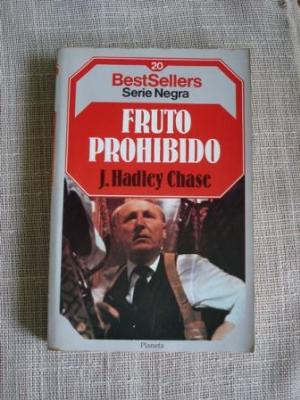 20
BestSellers
Serie Negra
FRUTO
PROHIBIDO
J. Hadley Chase
Planeta